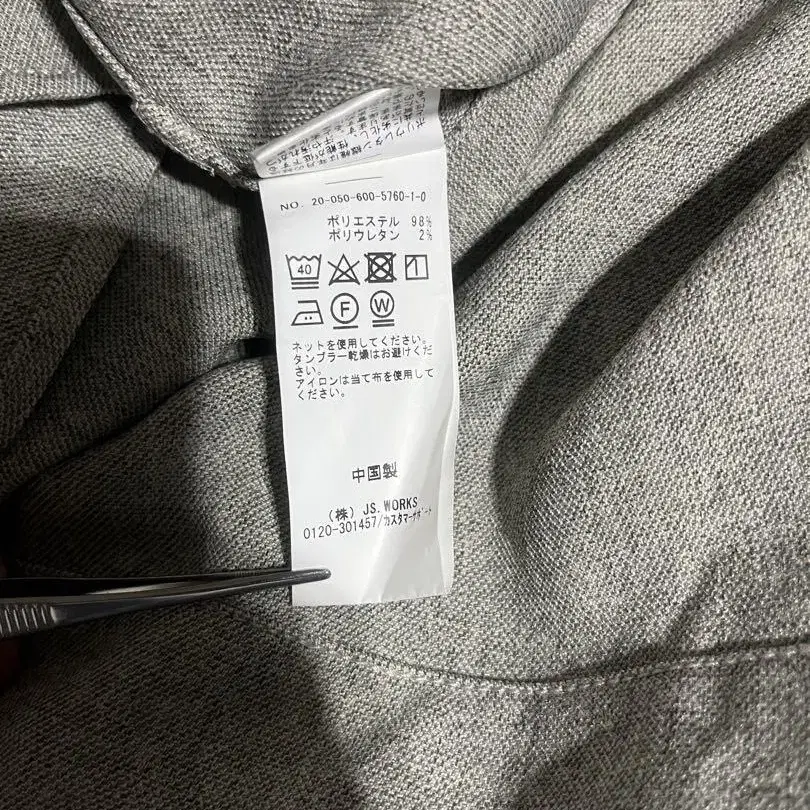 NO. 20-050-600-5760-1-0
ポリエステル 98%
ポリウレタン 2%
40
F W
ネットを使用してください。
タンブラー乾燥はお避けくだ
さい。
アイロンは当て布を使用して
ください。
中国製
(株) JS.WORKS
0120-301457/カスタマーサポート